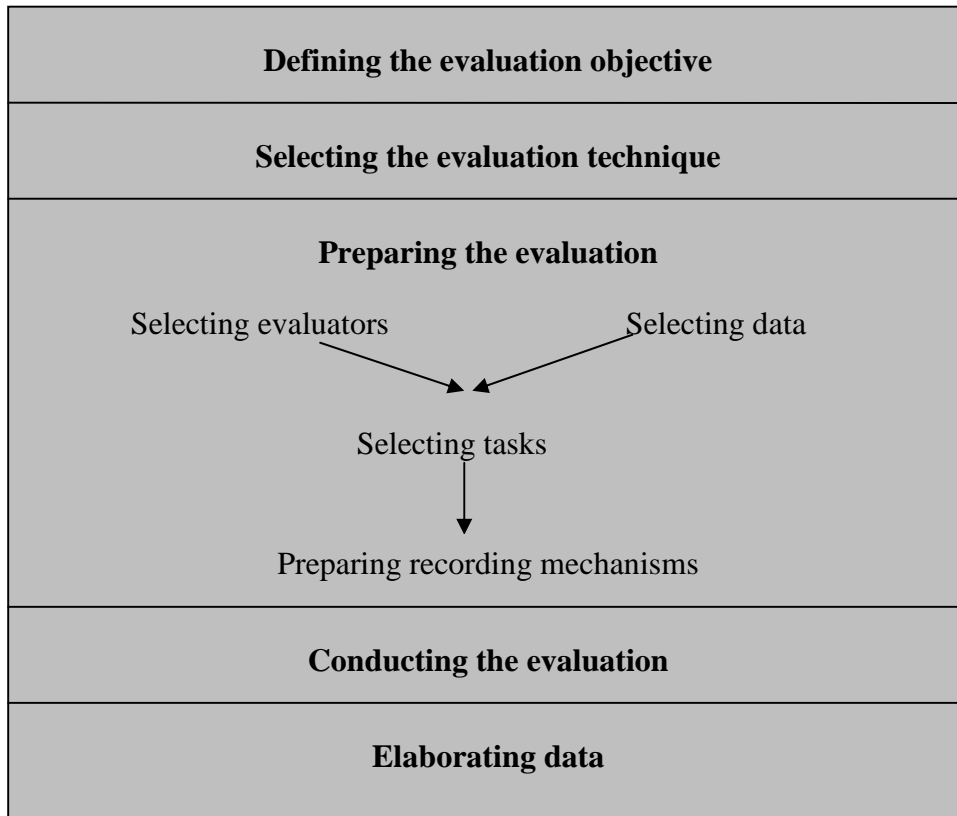 Defining the evaluation objective
Selecting the evaluation technique
Preparing the evaluation
Selecting evaluators
Selecting data
Selecting tasks
Preparing recording mechanisms
Conducting the evaluation
Elaborating data